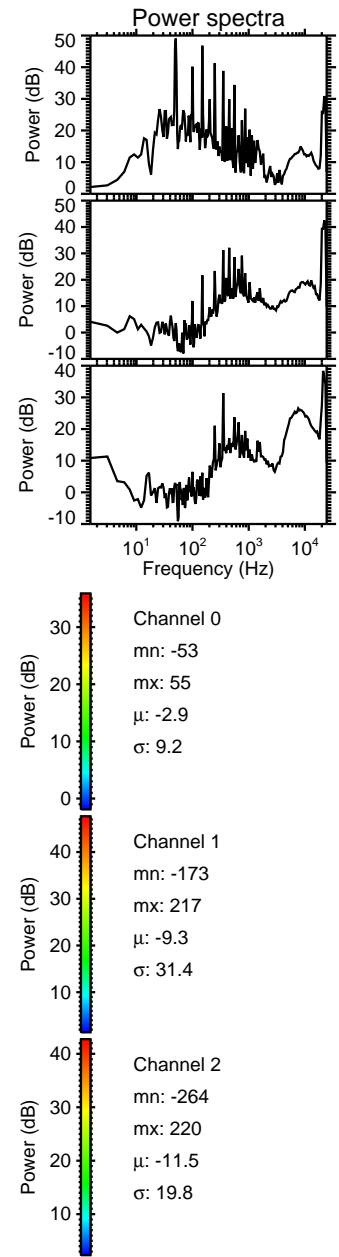 Power spectra
50
40
30
20
10
0
Power (dB)
50
40
30
20
10
0
-10
Power (dB)
40
30
20
10
0
-10
Power (dB)
10¹ 10² 10³ 10⁴
Frequency (Hz)
30
20
10
0
Power (dB)
Channel 0
mn: -53
mx: 55
μ: -2.9
σ: 9.2
40
30
20
10
Power (dB)
Channel 1
mn: -173
mx: 217
μ: -9.3
σ: 31.4
40
30
20
10
Power (dB)
Channel 2
mn: -264
mx: 220
μ: -11.5
σ: 19.8